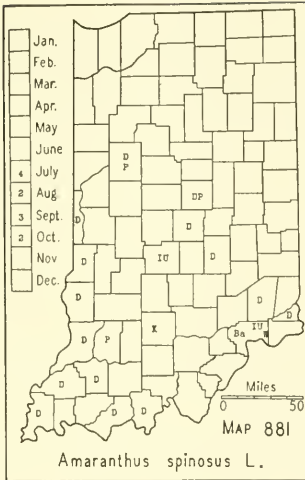 Jan.
Feb.
Mar.
Apr.
May
June
4 July
2 Aug.
3 Sept.
2 Oct.
Nov
Dec.
D
P
DP
D
D
D
IU
D
D
D
D
IU
D
Ba
W
K
D
P
D
D
D
D
D
D
Miles
0 50
MAP 881
Amaranthus spinosus L.